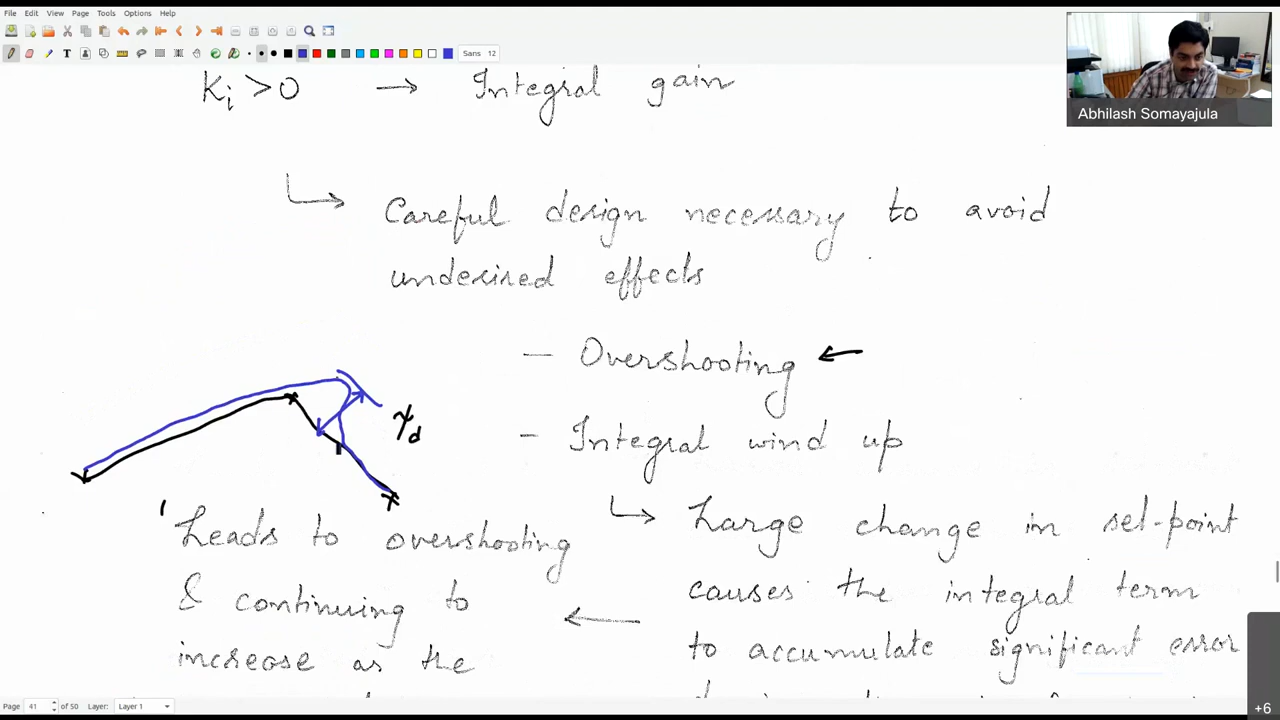 File Edit View Page Tools Options Help
Sans 12
Abhilash Somayajula
Ki > 0 → Integral gain
Careful design necessary to avoid
undesired effects
- Overshooting ←
- Integral wind up
ψd
Large change in set-point
causes the integral term
to accumulate significant error
Leads to overshooting
& continuing to
increase as the
Page 41 of 50 Layer: Layer 1
+6